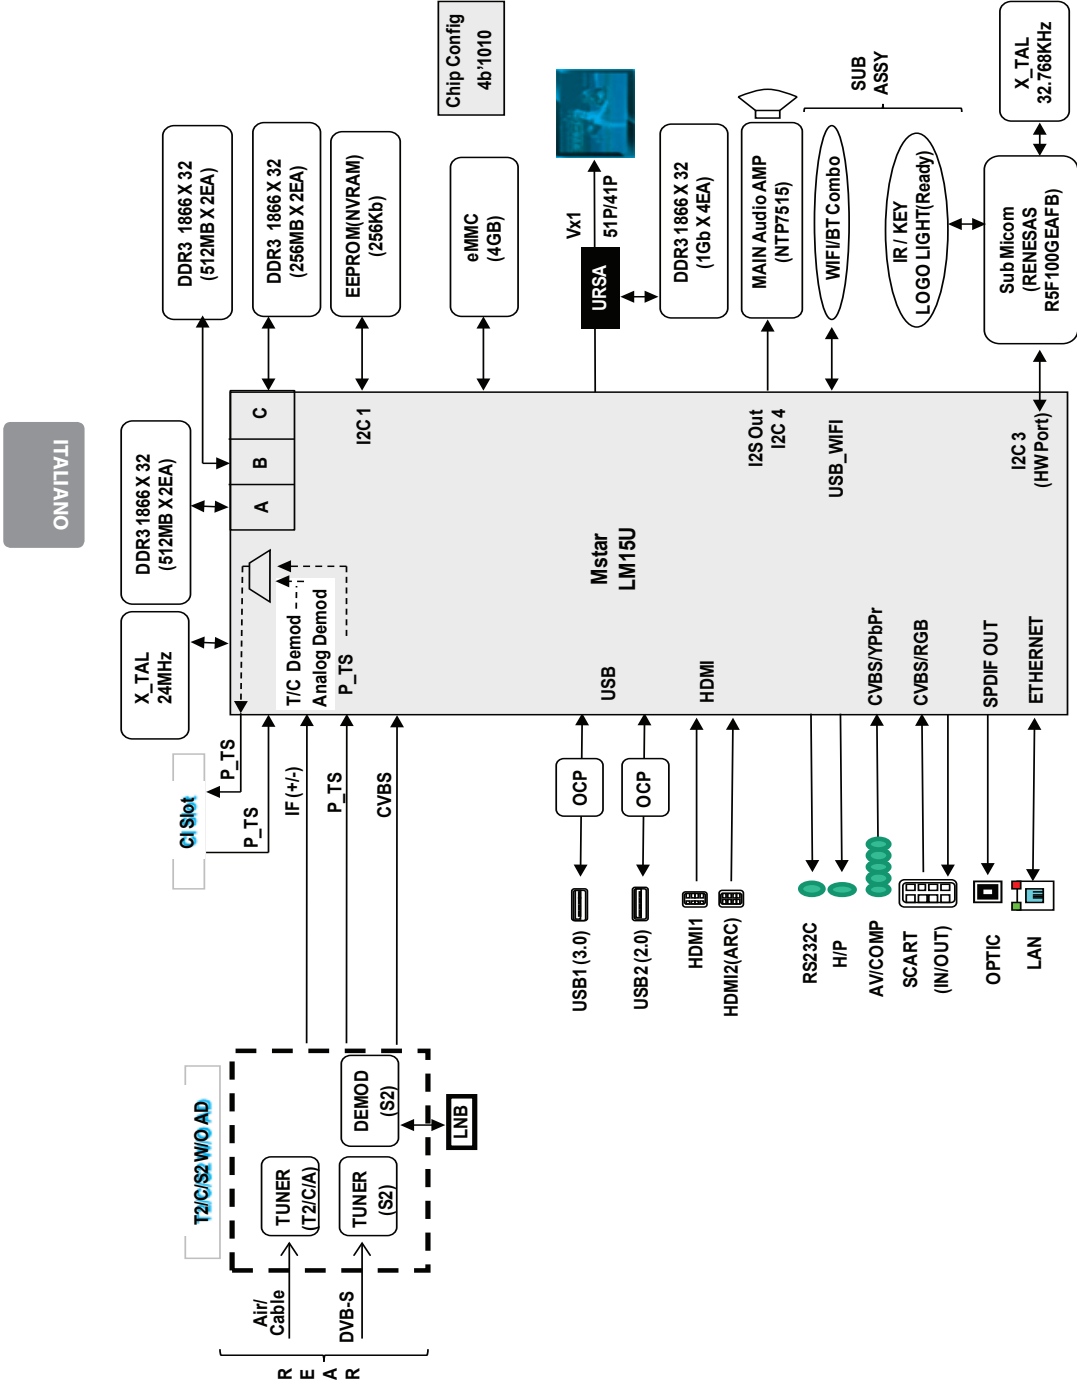 ITALIANO
REAR
Air/
Cable
DVB-S
T2/C/S2 W/O AD
TUNER
(T2/C/A)
TUNER
(S2)
DEMOD
(S2)
LNB
CI Slot
P_TS
P_TS
IF (+/-)
P_TS
CVBS
X_TAL
24MHz
DDR3 1866 X 32
(512MB X 2EA)
DDR3 1866 X 32
(512MB X 2EA)
DDR3 1866 X 32
(256MB X 2EA)
EEPROM(NVRAM)
(256Kb)
eMMC
(4GB)
Chip Config
4b'1010
A
B
C
T/C Demod
Analog Demod
P_TS
I2C 1
Mstar
LM15U
URSA
Vx1
51P/41P
DDR3 1866 X 32
(1Gb X 4EA)
I2S Out
I2C 4
MAIN Audio AMP
(NTP7515)
USB_WIFI
WIFI/BT Combo
SUB
ASSY
IR / KEY
LOGO LIGHT(Ready)
I2C 3
(HW Port)
Sub Micom
(RENESAS
R5F100GEAFB)
X_TAL
32.768KHz
USB1 (3.0)
OCP
USB
USB2 (2.0)
OCP
HDMI1
HDMI2(ARC)
HDMI
RS232C
H/P
AV/COMP
CVBS/YPbPr
SCART
(IN/OUT)
CVBS/RGB
OPTIC
SPDIF OUT
LAN
ETHERNET